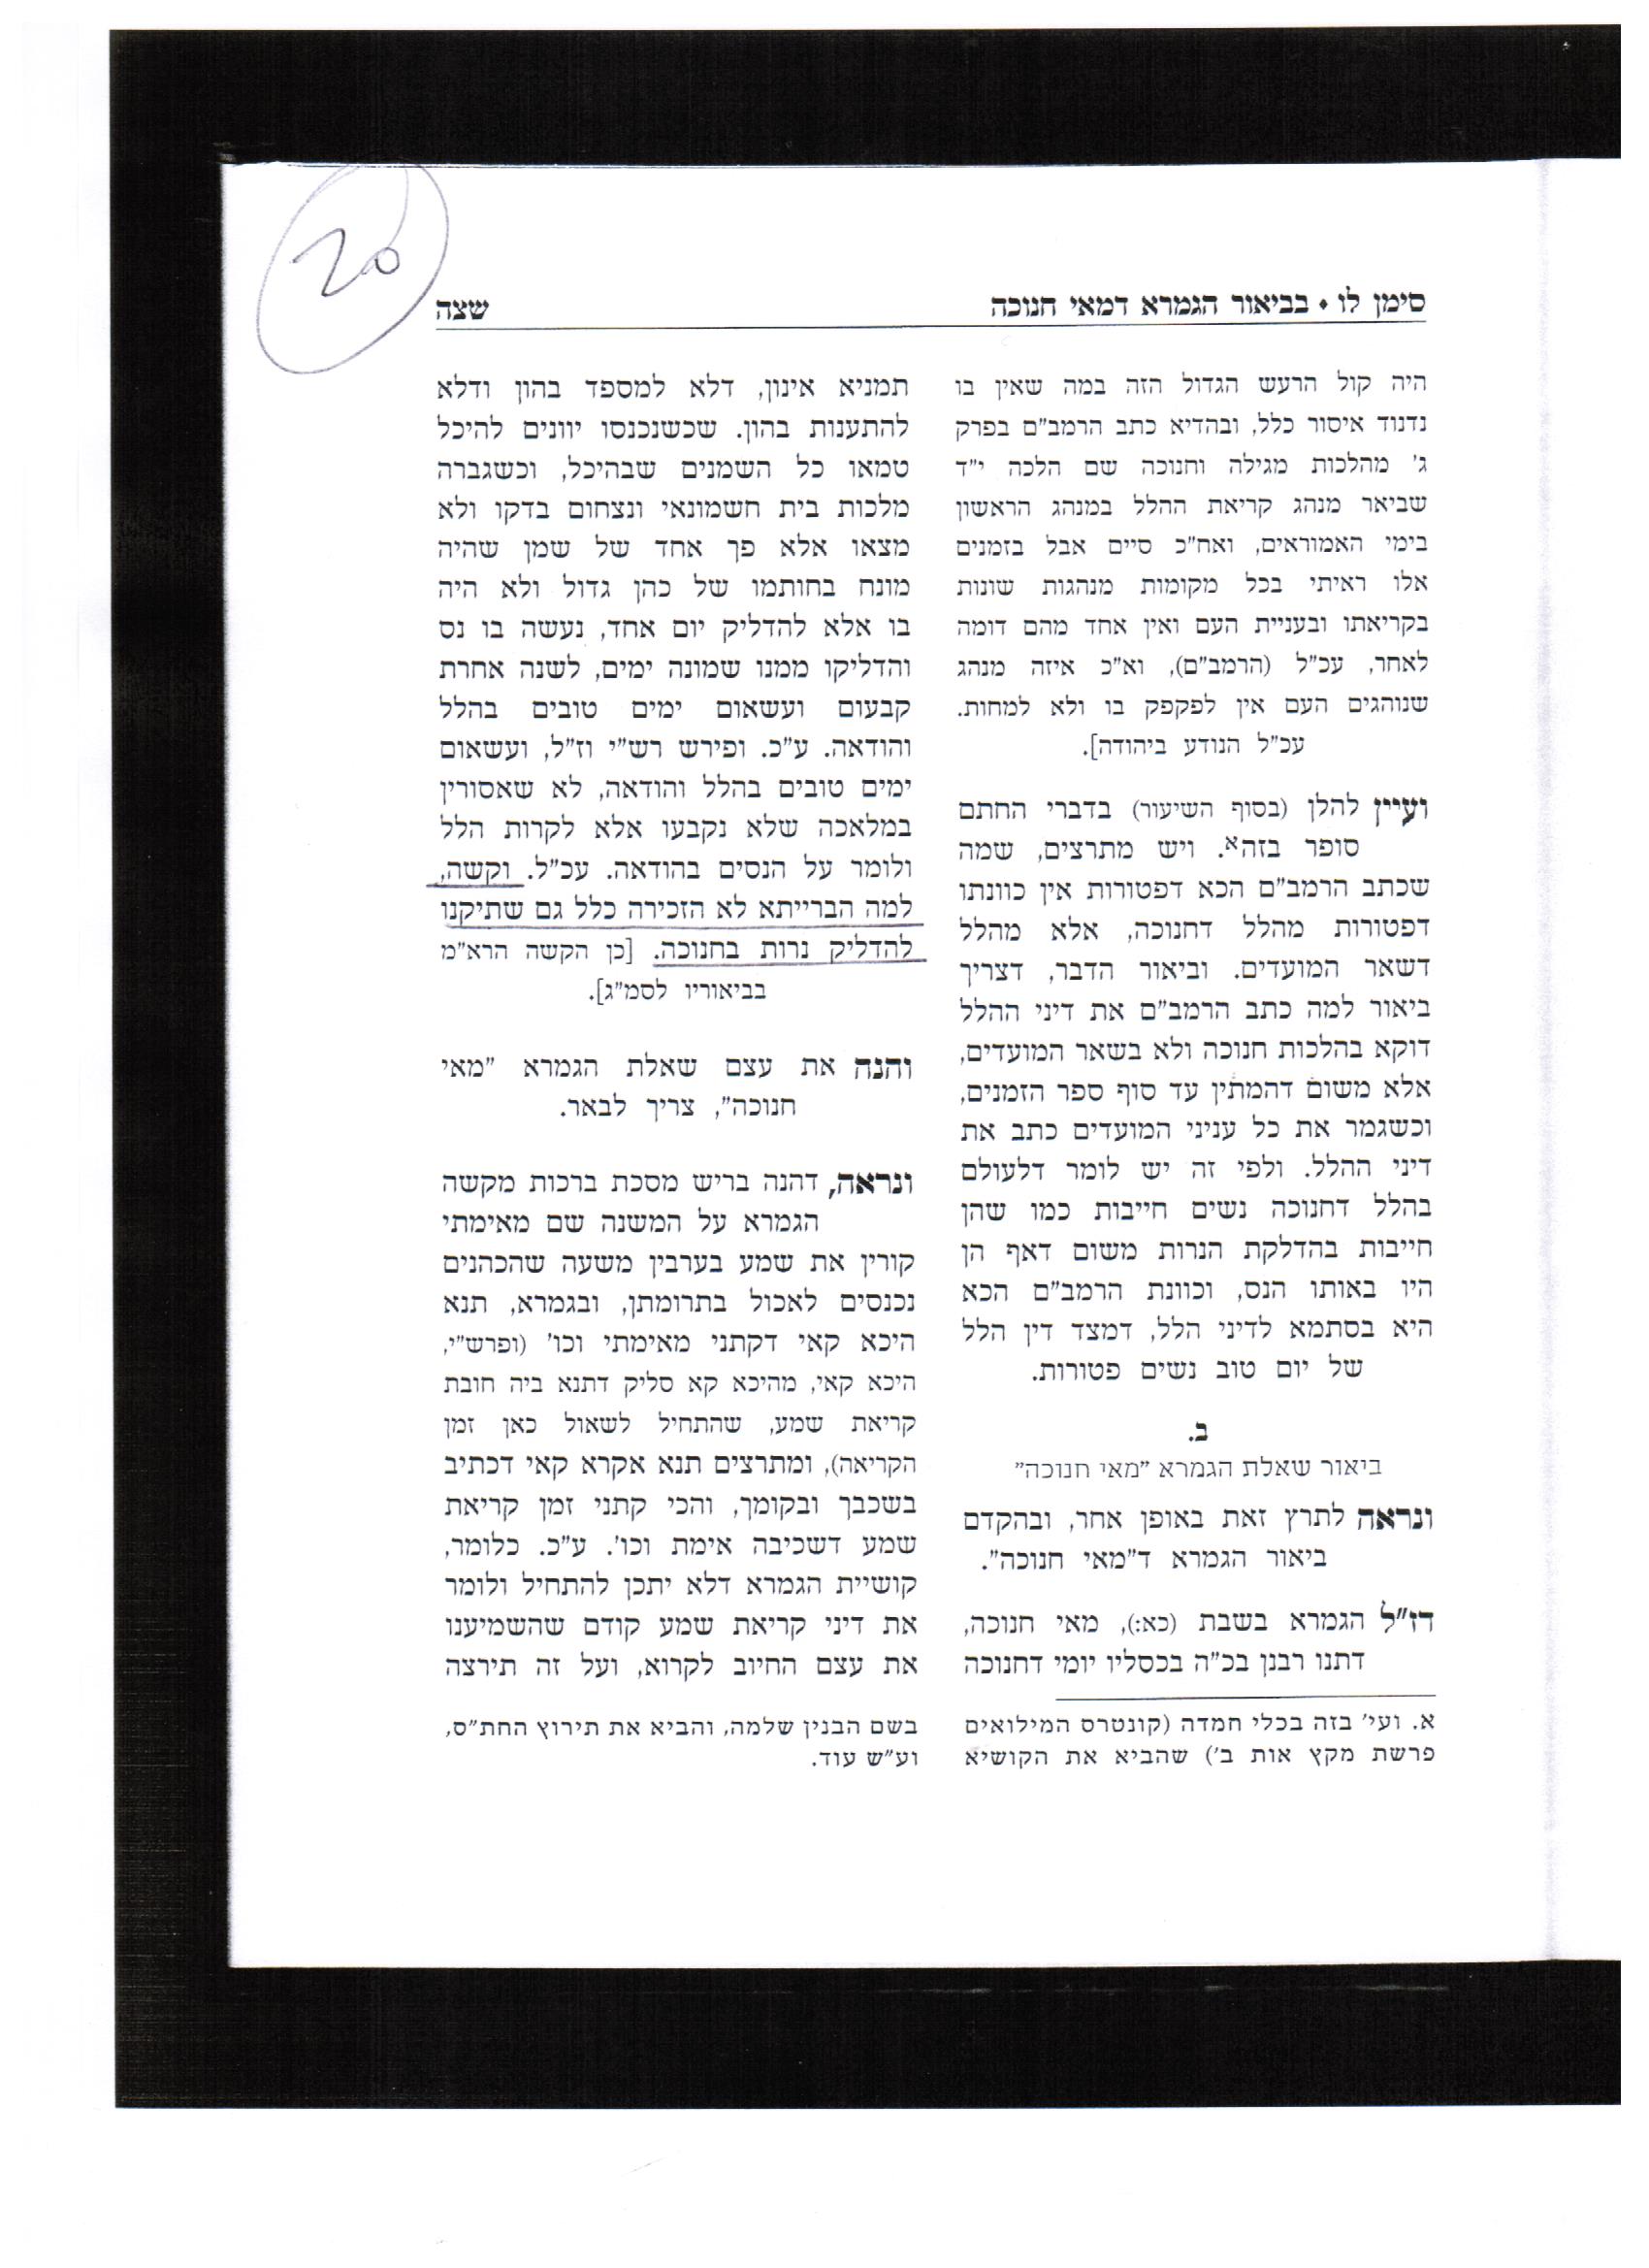 20
סימן לו • בביאור הגמרא דמאי חנוכה
שצה
היה קול הרעש הגדול הזה במה שאין בו
נדנוד איסור כלל, ובהדיא כתב הרמב״ם בפרק
ג׳ מהלכות מגילה וחנוכה שם הלכה י״ד
שביאר מנהג קריאת ההלל במנהג הראשון
בימי האמוראים, ואח״כ סיים אבל בזמנים
אלו ראיתי בכל מקומות מנהגות שונות
בקריאתו ובעניית העם ואין אחד מהם דומה
לאחר, עכ״ל (הרמב״ם), וא״כ איזה מנהג
שנוהגים העם אין לפקפק בו ולא למחות.
עכ״ל הנודע ביהודה].
ועיין להלן (בסוף השיעור) בדברי החתם
סופר בזהא. ויש מתרצים, שמה
שכתב הרמב״ם הכא דפטורות אין כוונתו
דפטורות מהלל דחנוכה, אלא מהלל
דשאר המועדים. וביאור הדבר, דצריך
ביאור למה כתב הרמב״ם את דיני ההלל
דוקא בהלכות חנוכה ולא בשאר המועדים,
אלא משום דהמתין עד סוף ספר הזמנים,
וכשגמר את כל עניני המועדים כתב את
דיני ההלל. ולפי זה יש לומר דלעולם
בהלל דחנוכה נשים חייבות כמו שהן
חייבות בהדלקת הנרות משום דאף הן
היו באותו הנס, וכוונת הרמב״ם הכא
היא בסתמא לדיני הלל, דמצד דין הלל
של יום טוב נשים פטורות.
ב.
ביאור שאלת הגמרא ״מאי חנוכה״
ונראה לתרץ זאת באופן אחר, ובהקדם
ביאור הגמרא ד״מאי חנוכה״.
דז״ל הגמרא בשבת (כא:), מאי חנוכה,
דתנו רבנן בכ״ה בכסליו יומי דחנוכה
תמניא אינון, דלא למספד בהון ודלא
להתענות בהון. שכשנכנסו יוונים להיכל
טמאו כל השמנים שבהיכל, וכשגברה
מלכות בית חשמונאי ונצחום בדקו ולא
מצאו אלא פך אחד של שמן שהיה
מונח בחותמו של כהן גדול ולא היה
בו אלא להדליק יום אחד, נעשה בו נס
והדליקו ממנו שמונה ימים, לשנה אחרת
קבעום ועשאום ימים טובים בהלל
והודאה. ע״כ. ופירש רש״י וז״ל, ועשאום
ימים טובים בהלל והודאה, לא שאסורין
במלאכה שלא נקבעו אלא לקרות הלל
ולומר על הנסים בהודאה. עכ״ל. וקשה,
למה הברייתא לא הזכירה כלל גם שתיקנו
להדליק נרות בחנוכה. [כן הקשה הרא״מ
בביאוריו לסמ״ג].
והנה את עצם שאלת הגמרא ״מאי
חנוכה״, צריך לבאר.
ונראה, דהנה בריש מסכת ברכות מקשה
הגמרא על המשנה שם מאימתי
קורין את שמע בערבין משעה שהכהנים
נכנסים לאכול בתרומתן, ובגמרא, תנא
היכא קאי דקתני מאימתי וכו׳ (ופרש״י,
היכא קאי, מהיכא קא סליק דתנא ביה חובת
קריאת שמע, שהתחיל לשאול כאן זמן
הקריאה), ומתרצים תנא אקרא קאי דכתיב
בשכבך ובקומך, והכי קתני זמן קריאת
שמע דשכיבה אימת וכו׳. ע״כ. כלומר,
קושיית הגמרא דלא יתכן להתחיל ולומר
את דיני קריאת שמע קודם שהשמיענו
את עצם החיוב לקרוא, ועל זה תירצה
א. ועי׳ בזה בכלי חמדה (קונטרס המילואים
פרשת מקץ אות ב׳) שהביא את הקושיא
בשם הבנין שלמה, והביא את תירוץ החת״ס,
וע״ש עוד.